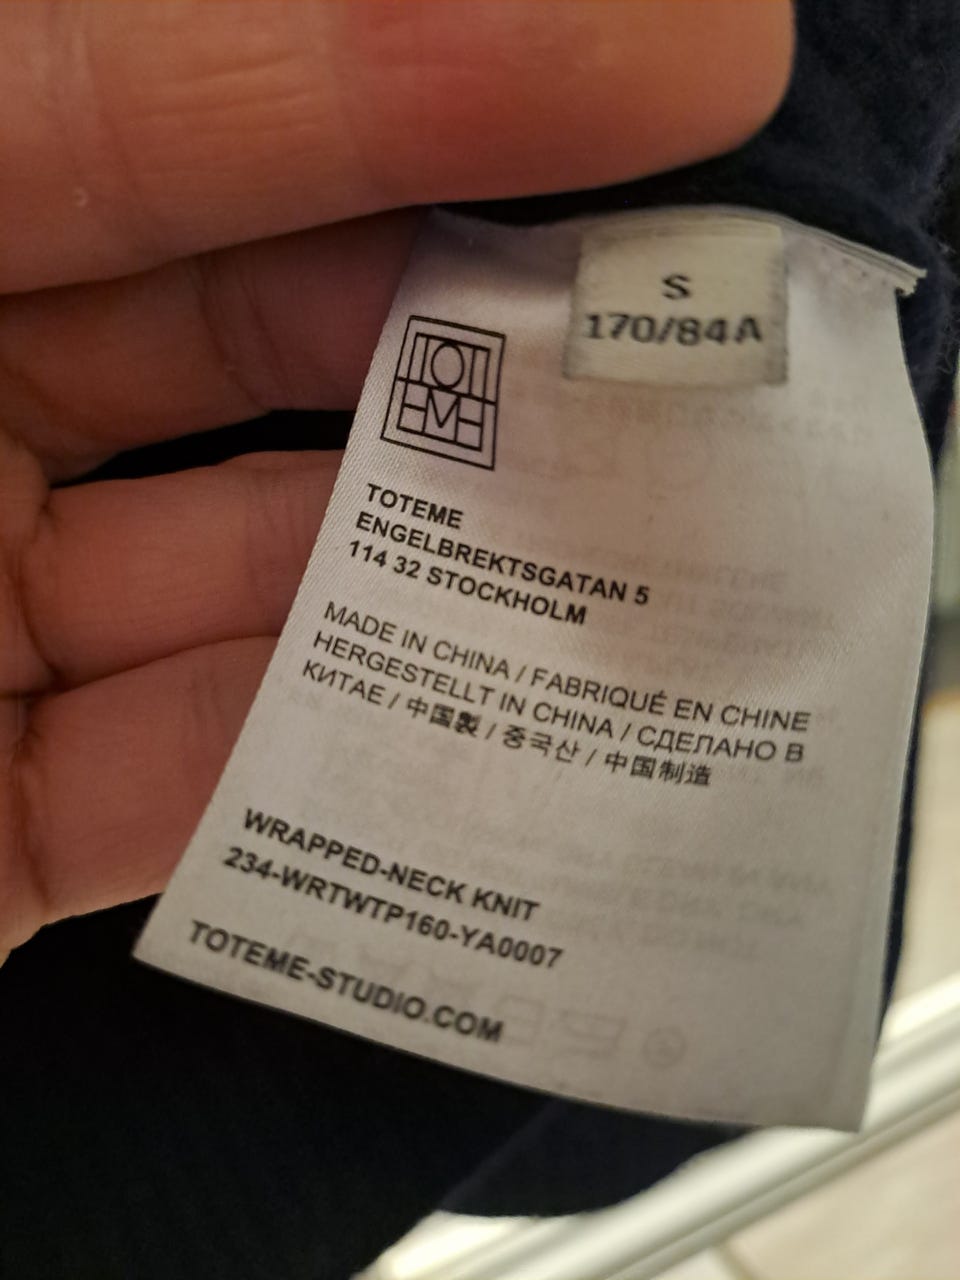 S
170/84A
TOTEME
TOTEME
ENGELBREKTSGATAN 5
114 32 STOCKHOLM
MADE IN CHINA / FABRIQUÉ EN CHINE
HERGESTELLT IN CHINA / СДЕЛАНО В
КИТАЕ / 中国製 / 중국산 / 中国制造
WRAPPED-NECK KNIT
234-WRTWTP160-YA0007
TOTEME-STUDIO.COM